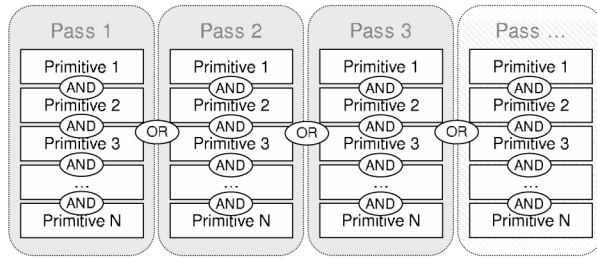 Pass 1
Primitive 1
AND
Primitive 2
AND
Primitive 3
AND
...
AND
Primitive N
OR
Pass 2
Primitive 1
AND
Primitive 2
AND
Primitive 3
AND
...
AND
Primitive N
OR
Pass 3
Primitive 1
AND
Primitive 2
AND
Primitive 3
AND
...
AND
Primitive N
OR
Pass ...
Primitive 1
AND
Primitive 2
AND
Primitive 3
AND
...
AND
Primitive N